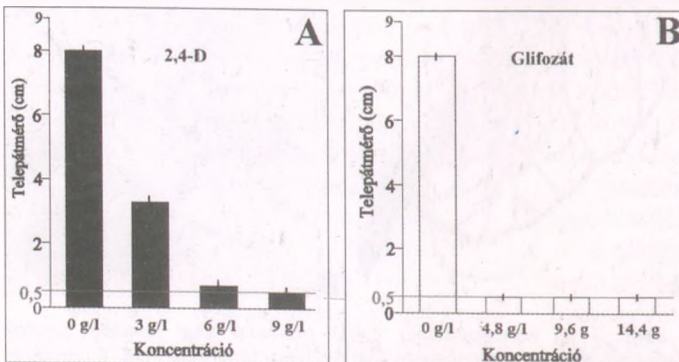 A
2,4-D
Telepátmérő (cm)
9
8
6
4
2
0,5
0
0 g/l 3 g/l 6 g/l 9 g/l
Koncentráció
B
Glifozát
Telepátmérő (cm)
9
8
6
4
2
0,5
0
0 g/l 4,8 g/l 9,6 g 14,4 g
Koncentráció